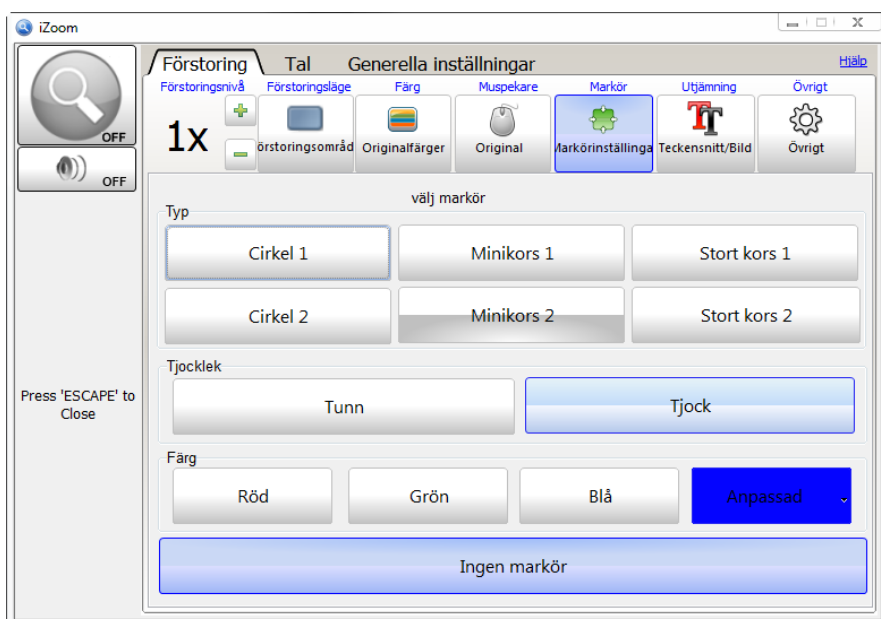 iZoom
OFF
OFF
Press 'ESCAPE' to
Close
Förstoring Tal Generella inställningar Hjälp
Förstoringsnivå Förstoringsläge Färg Muspekare Markör Utjämning Övrigt
1x örstoringsområd Originalfärger Original Markörinställinga Teckensnitt/Bild Övrigt
välj markör
Typ
Cirkel 1 Minikors 1 Stort kors 1
Cirkel 2 Minikors 2 Stort kors 2
Tjocklek
Tunn Tjock
Färg
Röd Grön Blå Anpassad
Ingen markör